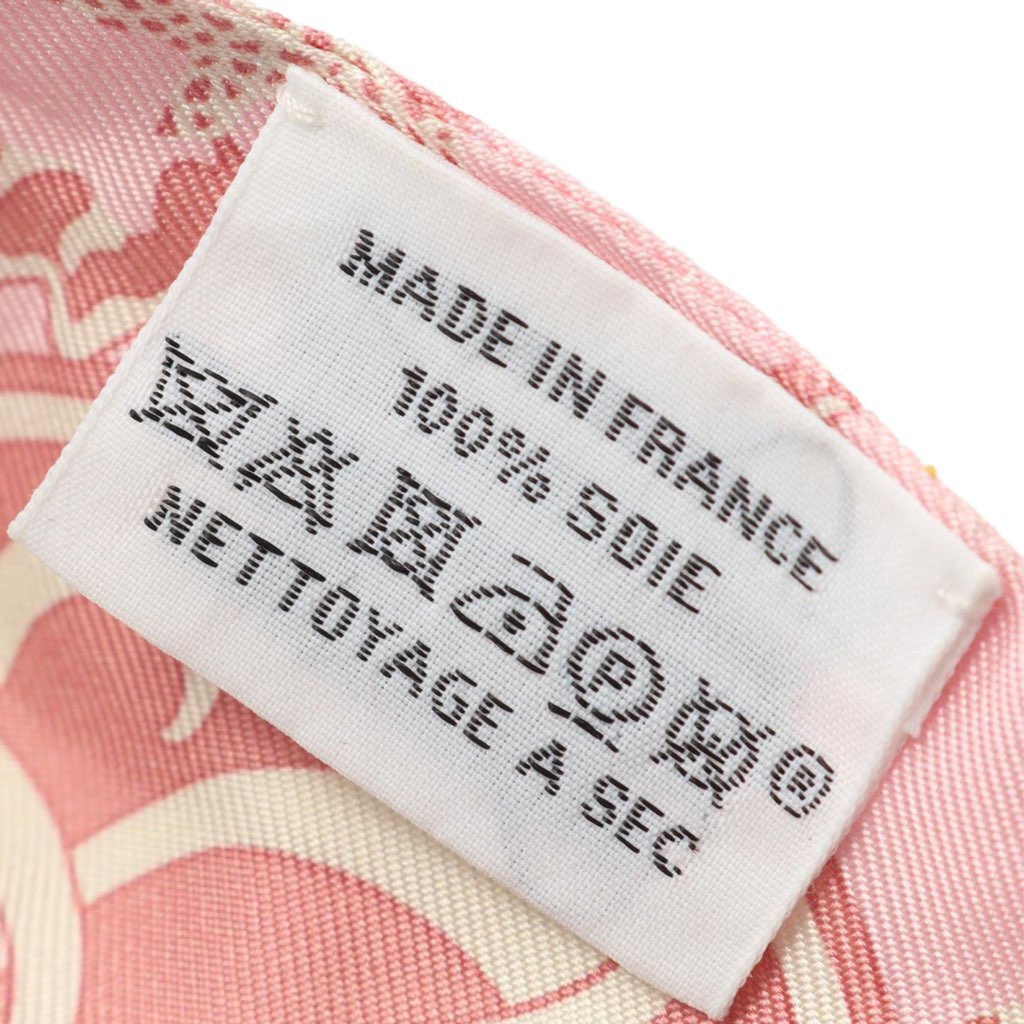 MADE IN FRANCE
100% SOIE
P ®
NETTOYAGE A SEC